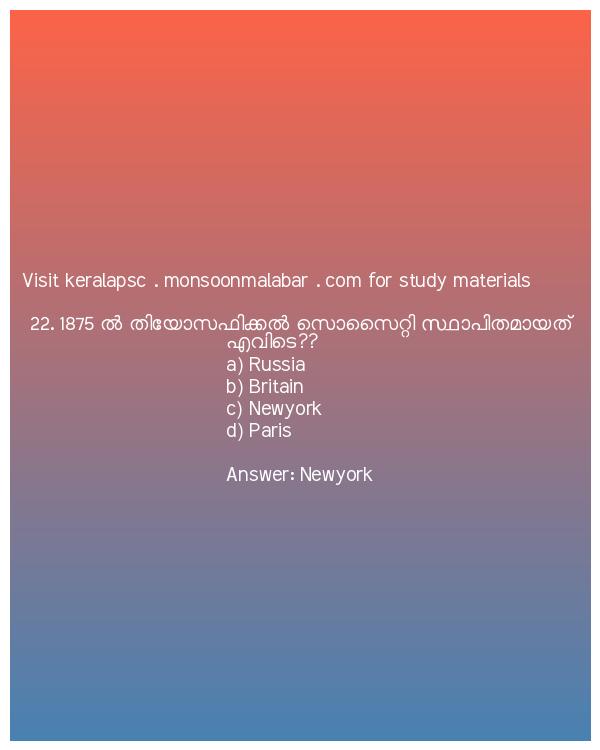 Visit keralapsc . monsoonmalabar . com for study materials
22. 1875 ൽ തിയോസഫിക്കൽ സൊസൈറ്റി സ്ഥാപിതമായത്
എവിടെ??
a) Russia
b) Britain
c) Newyork
d) Paris
Answer: Newyork